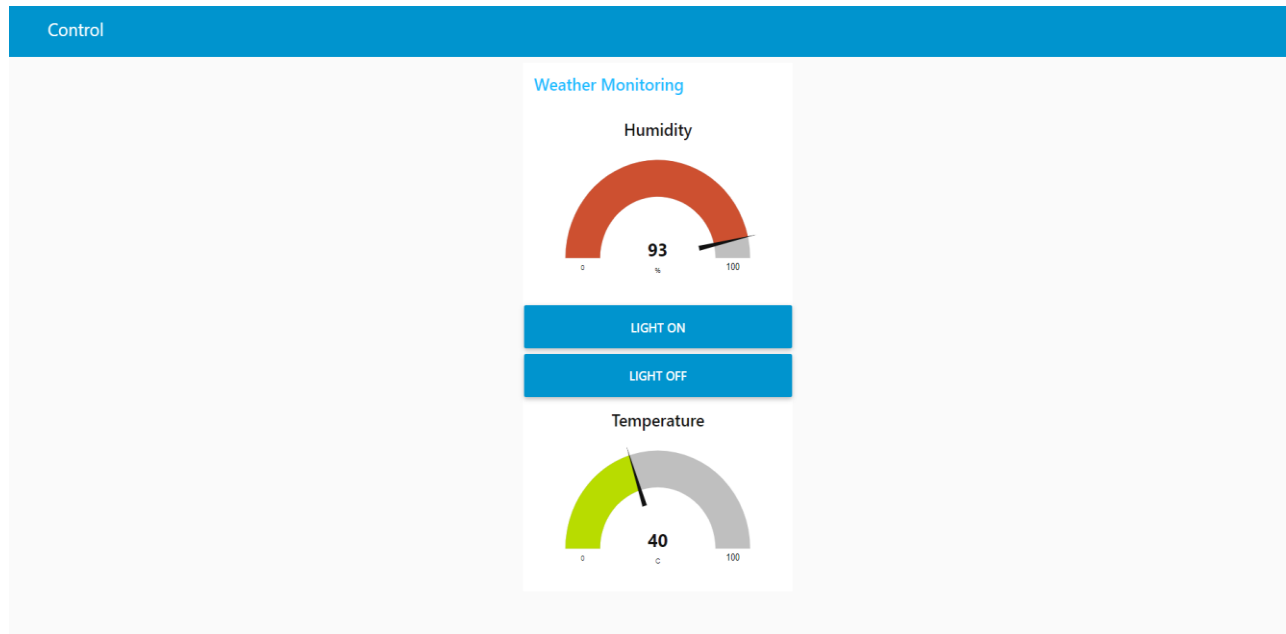 Control
Weather Monitoring
Humidity
93
%
0 100
LIGHT ON
LIGHT OFF
Temperature
40
C
0 100